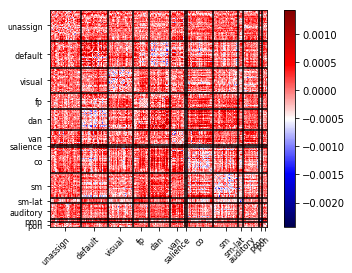 unassign
default
visual
fp
dan
van
salience
co
sm
sm-lat
auditory
pmn
pon
unassign
default
visual
fp
dan
van
salience
co
sm
sm-lat
auditory
0.0010
0.0005
0.0000
−0.0005
−0.0010
−0.0015
−0.0020